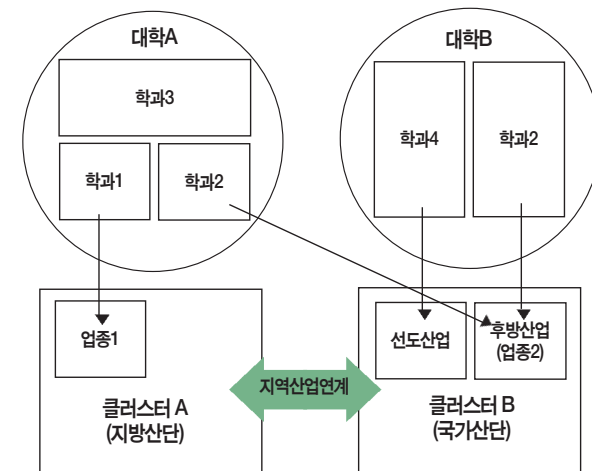 대학A
대학B
학과3
학과4
학과2
학과1
학과2
업종1
선도산업
후방산업
(업종2)
지역산업연계
클러스터 A
(지방산단)
클러스터 B
(국가산단)